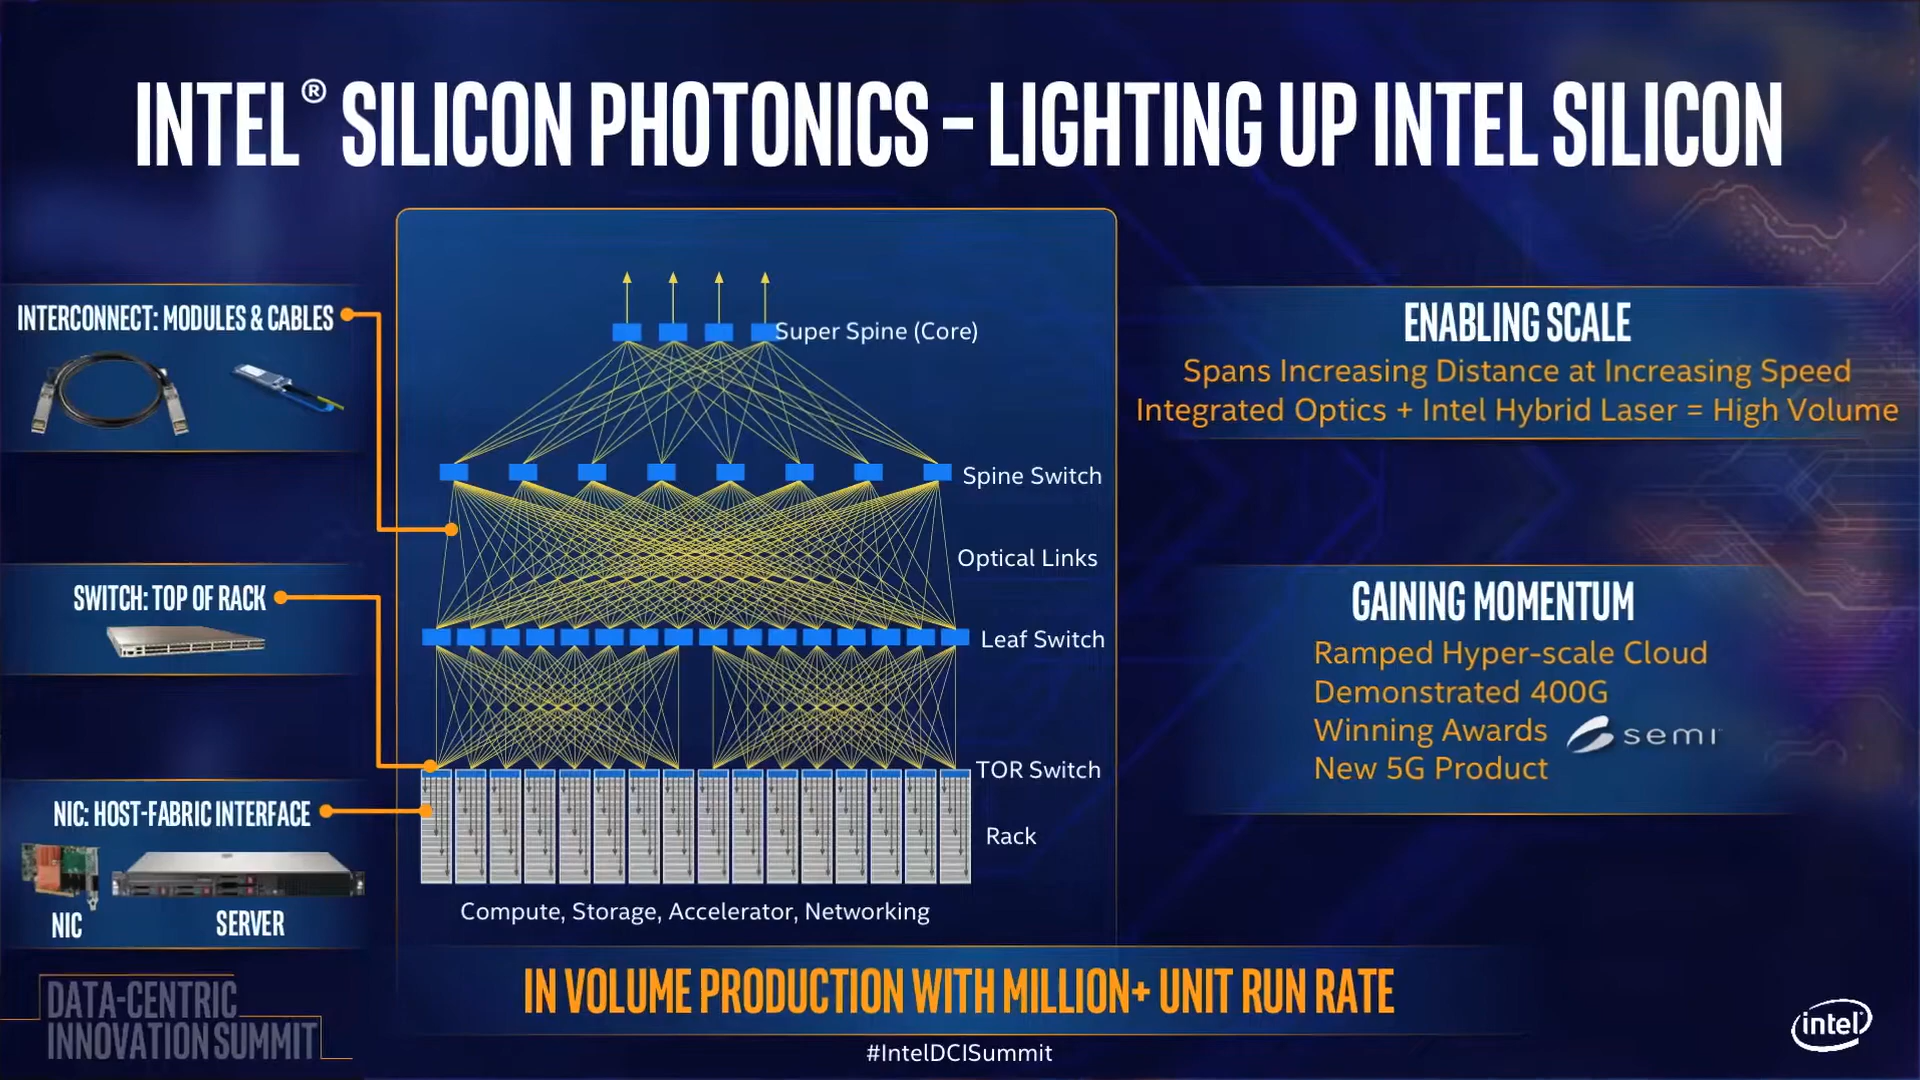 INTEL® SILICON PHOTONICS – LIGHTING UP INTEL SILICON
INTERCONNECT: MODULES & CABLES
SWITCH: TOP OF RACK
NIC: HOST-FABRIC INTERFACE
NIC
SERVER
Super Spine (Core)
Spine Switch
Optical Links
Leaf Switch
TOR Switch
Rack
Compute, Storage, Accelerator, Networking
ENABLING SCALE
Spans Increasing Distance at Increasing Speed
Integrated Optics + Intel Hybrid Laser = High Volume
GAINING MOMENTUM
Ramped Hyper-scale Cloud
Demonstrated 400G
Winning Awards semi
New 5G Product
IN VOLUME PRODUCTION WITH MILLION+ UNIT RUN RATE
DATA-CENTRIC
INNOVATION SUMMIT
#IntelDCISummit
intel